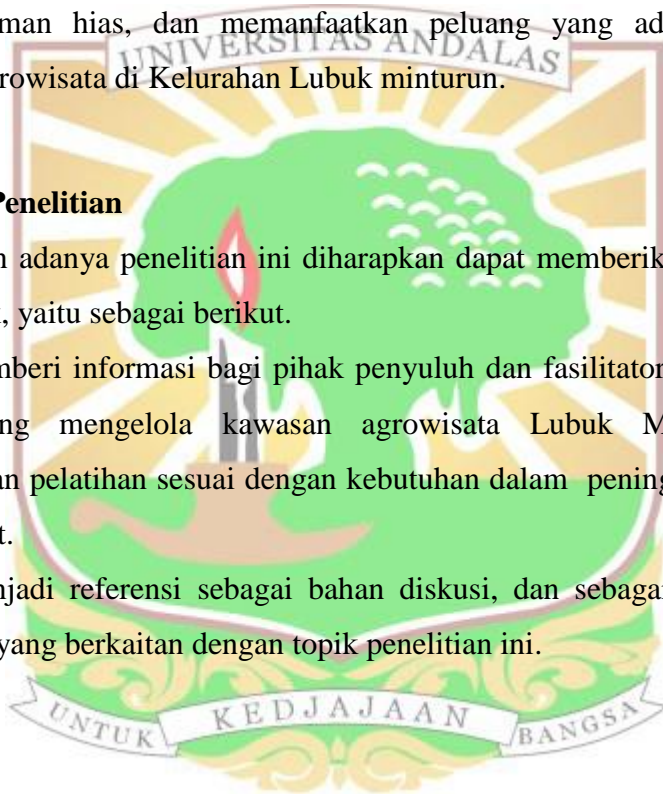 man hias, dan memanfaatkan peluang yang ad
UNIVERSITAS ANDALAS
rowisata di Kelurahan Lubuk minturun.
Penelitian
n adanya penelitian ini diharapkan dapat memberik
, yaitu sebagai berikut.
mberi informasi bagi pihak penyuluh dan fasilitator
ng mengelola kawasan agrowisata Lubuk M
an pelatihan sesuai dengan kebutuhan dalam pening
t.
njadi referensi sebagai bahan diskusi, dan sebagai
yang berkaitan dengan topik penelitian ini.
UNTUK KEDJAJAAN BANGSA